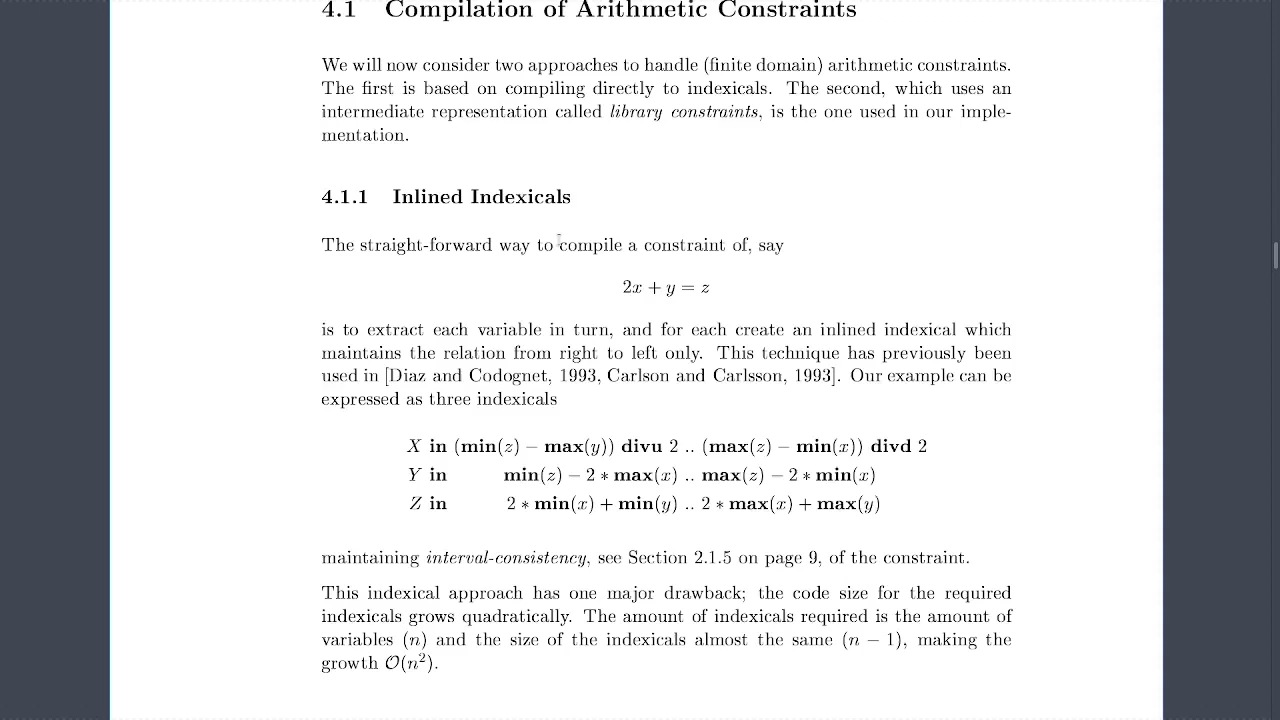 4.1 Compilation of Arithmetic Constraints
We will now consider two approaches to handle (finite domain) arithmetic constraints.
The first is based on compiling directly to indexicals. The second, which uses an
intermediate representation called library constraints, is the one used in our imple-
mentation.
4.1.1 Inlined Indexicals
The straight-forward way to compile a constraint of, say
2x + y = z
is to extract each variable in turn, and for each create an inlined indexical which
maintains the relation from right to left only. This technique has previously been
used in [Diaz and Codognet, 1993, Carlson and Carlsson, 1993]. Our example can be
expressed as three indexicals
X in (min(z) − max(y)) divu 2 .. (max(z) − min(x)) divd 2
Y in min(z) − 2 ∗ max(x) .. max(z) − 2 ∗ min(x)
Z in 2 ∗ min(x) + min(y) .. 2 ∗ max(x) + max(y)
maintaining interval-consistency, see Section 2.1.5 on page 9, of the constraint.
This indexical approach has one major drawback; the code size for the required
indexicals grows quadratically. The amount of indexicals required is the amount of
variables (n) and the size of the indexicals almost the same (n − 1), making the
growth O(n²).